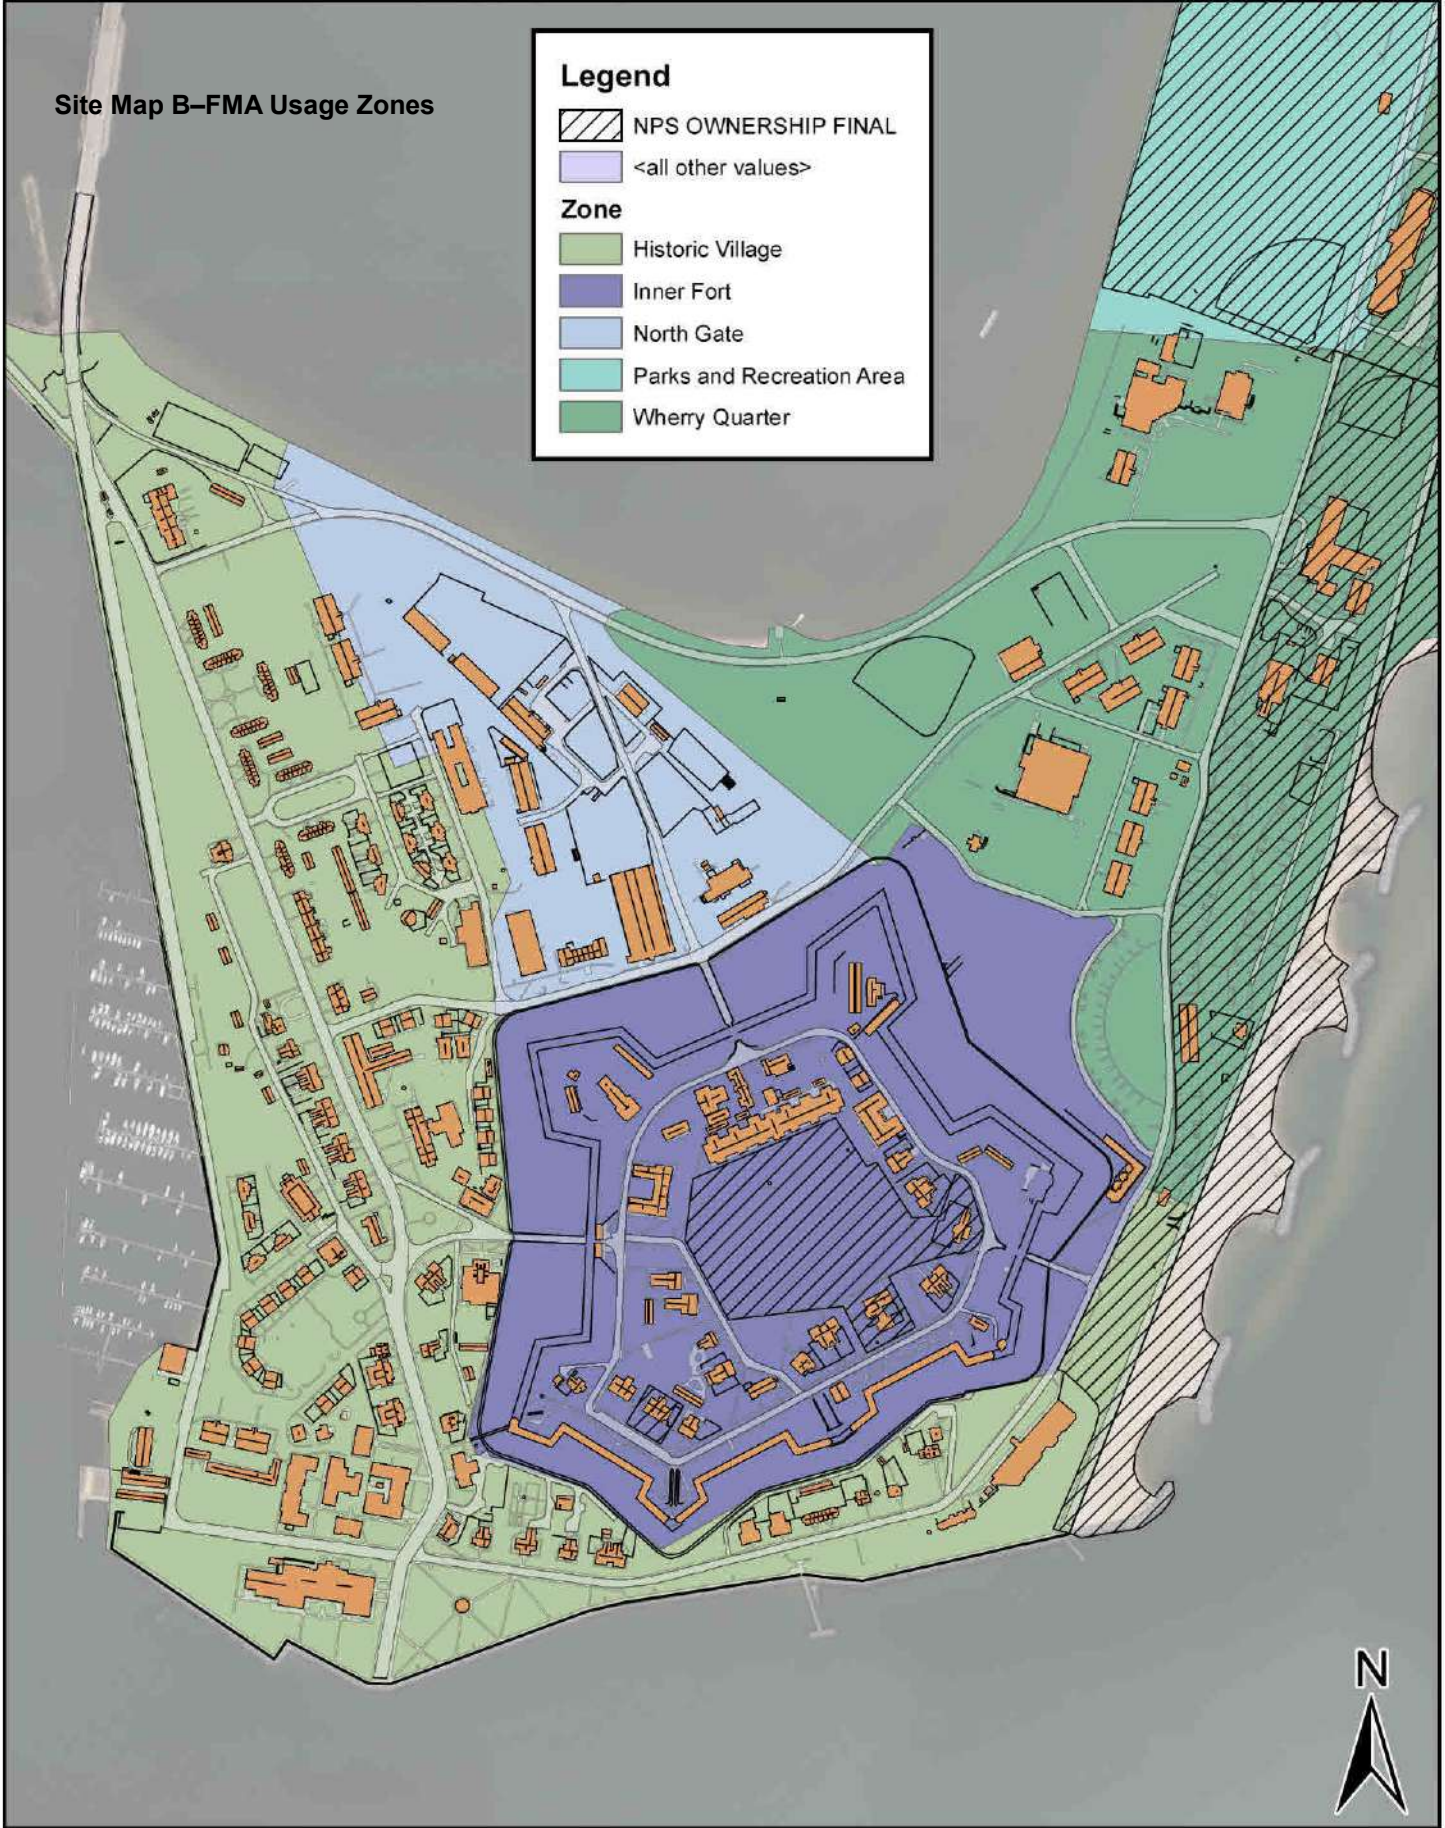 Site Map B–FMA Usage Zones
Legend
NPS OWNERSHIP FINAL
<all other values>
Zone
Historic Village
Inner Fort
North Gate
Parks and Recreation Area
Wherry Quarter
N